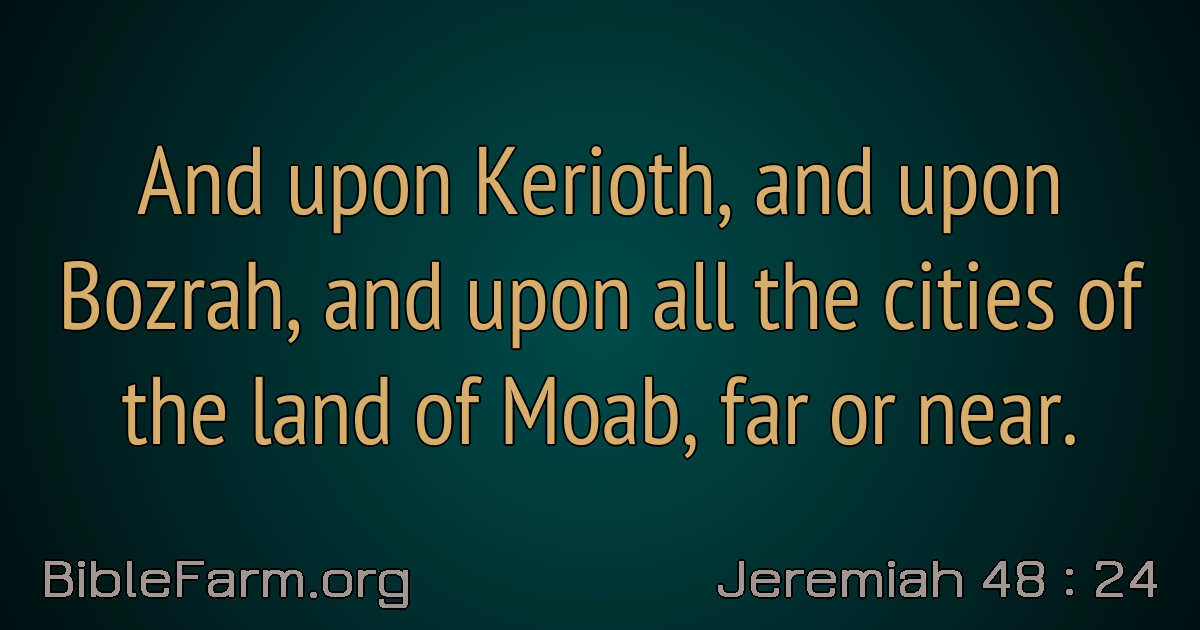 And upon Kerioth, and upon
Bozrah, and upon all the cities of
the land of Moab, far or near.
BibleFarm.org
Jeremiah 48 : 24